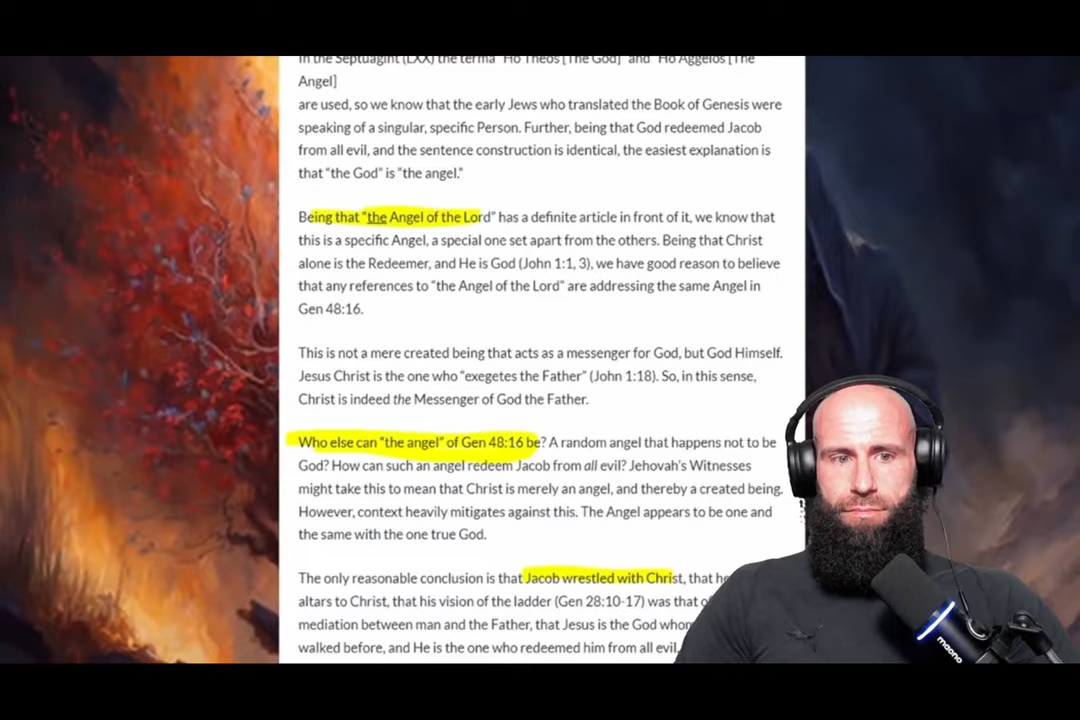 In the Septuagint (LXX) the terma "Ho Theos [The God]" and "Ho Aggelos [The
Angel]
are used, so we know that the early Jews who translated the Book of Genesis were
speaking of a singular, specific Person. Further, being that God redeemed Jacob
from all evil, and the sentence construction is identical, the easiest explanation is
that “the God” is “the angel.”
Being that “the Angel of the Lord” has a definite article in front of it, we know that
this is a specific Angel, a special one set apart from the others. Being that Christ
alone is the Redeemer, and He is God (John 1:1, 3), we have good reason to believe
that any references to “the Angel of the Lord” are addressing the same Angel in
Gen 48:16.
This is not a mere created being that acts as a messenger for God, but God Himself.
Jesus Christ is the one who “exegetes the Father” (John 1:18). So, in this sense,
Christ is indeed the Messenger of God the Father.
Who else can “the angel” of Gen 48:16 be? A random angel that happens not to be
God? How can such an angel redeem Jacob from all evil? Jehovah’s Witnesses
might take this to mean that Christ is merely an angel, and thereby a created being.
However, context heavily mitigates against this. The Angel appears to be one and
the same with the one true God.
The only reasonable conclusion is that Jacob wrestled with Christ, that he
altars to Christ, that his vision of the ladder (Gen 28:10-17) was that
mediation between man and the Father, that Jesus is the God
walked before, and He is the one who redeemed him from all evil.
maono